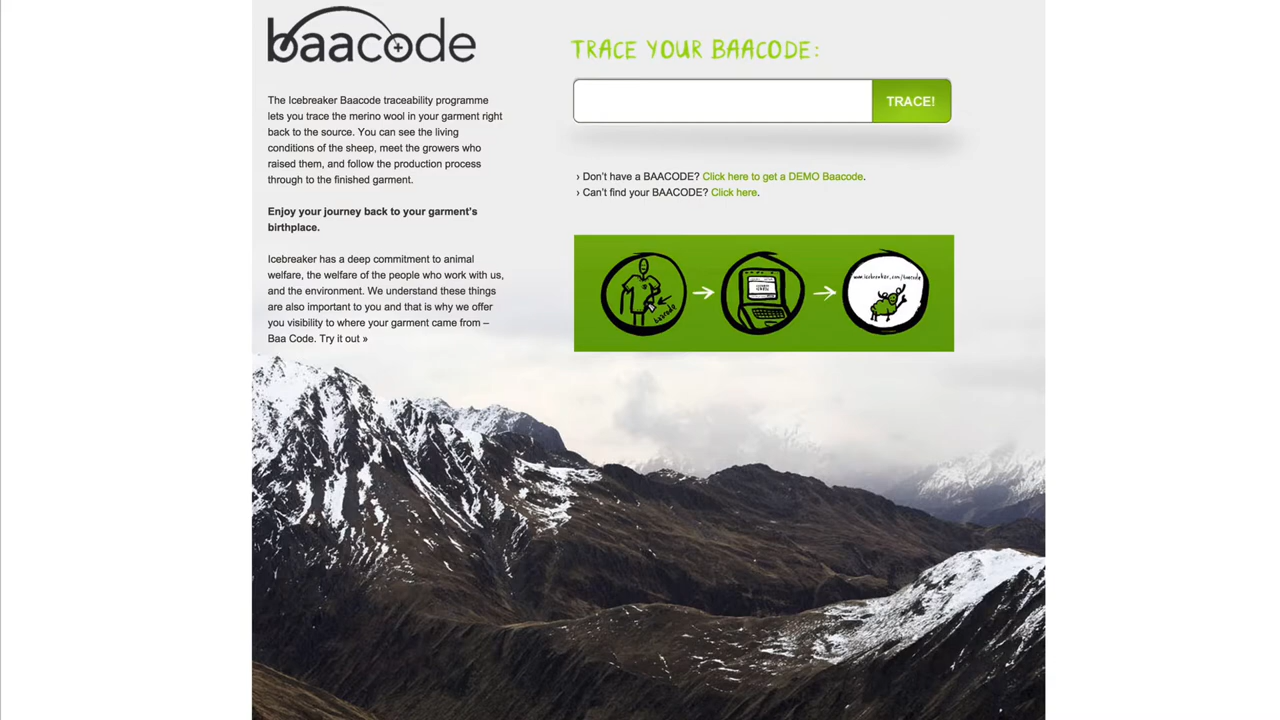 baacode
The Icebreaker Baacode traceability programme
lets you trace the merino wool in your garment right
back to the source. You can see the living
conditions of the sheep, meet the growers who
raised them, and follow the production process
through to the finished garment.
Enjoy your journey back to your garment's
birthplace.
Icebreaker has a deep commitment to animal
welfare, the welfare of the people who work with us,
and the environment. We understand these things
are also important to you and that is why we offer
you visibility to where your garment came from –
Baa Code. Try it out »
TRACE YOUR BAACODE:
TRACE!
› Don't have a BAACODE? Click here to get a DEMO Baacode.
› Can't find your BAACODE? Click here.
baacode
www.icebreaker.com/baacode